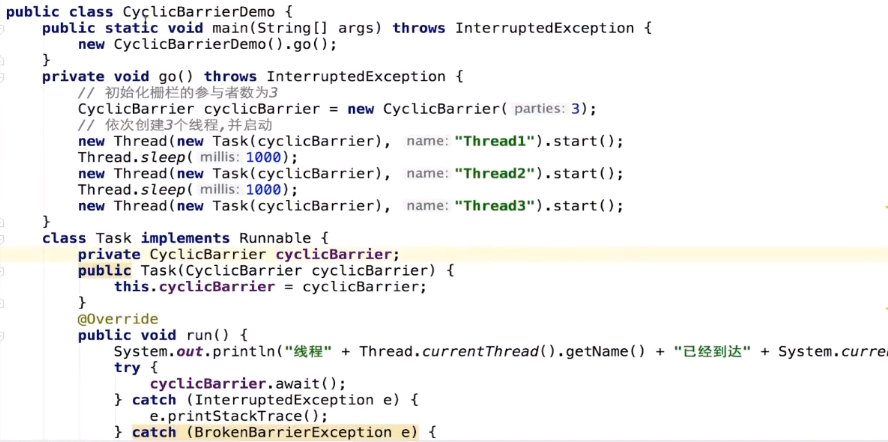 public class CyclicBarrierDemo {
    public static void main(String[] args) throws InterruptedException {
        new CyclicBarrierDemo().go();
    }
    private void go() throws InterruptedException {
        // 初始化栅栏的参与者数为3
        CyclicBarrier cyclicBarrier = new CyclicBarrier( parties: 3);
        // 依次创建3个线程,并启动
        new Thread(new Task(cyclicBarrier), name: "Thread1").start();
        Thread.sleep( millis: 1000);
        new Thread(new Task(cyclicBarrier), name: "Thread2").start();
        Thread.sleep( millis: 1000);
        new Thread(new Task(cyclicBarrier), name: "Thread3").start();
    }
    class Task implements Runnable {
        private CyclicBarrier cyclicBarrier;
        public Task(CyclicBarrier cyclicBarrier) {
            this.cyclicBarrier = cyclicBarrier;
        }
        @Override
        public void run() {
            System.out.println("线程" + Thread.currentThread().getName() + "已经到达" + System.curre
            try {
                cyclicBarrier.await();
            } catch (InterruptedException e) {
                e.printStackTrace();
            } catch (BrokenBarrierException e) {